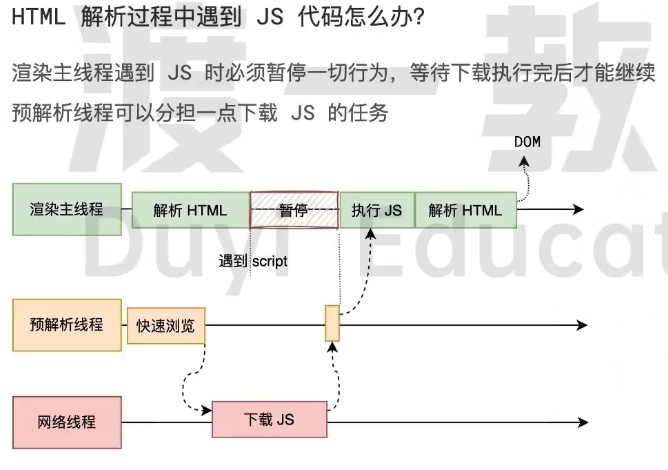 HTML 解析过程中遇到 JS 代码怎么办?
渲染主线程遇到 JS 时必须暂停一切行为，等待下载执行完后才能继续
预解析线程可以分担一点下载 JS 的任务
渡一教
DOM
渲染主线程
解析 HTML
暂停
执行 JS
解析 HTML
遇到 script
Duyi Educat
预解析线程
快速浏览
网络线程
下载 JS